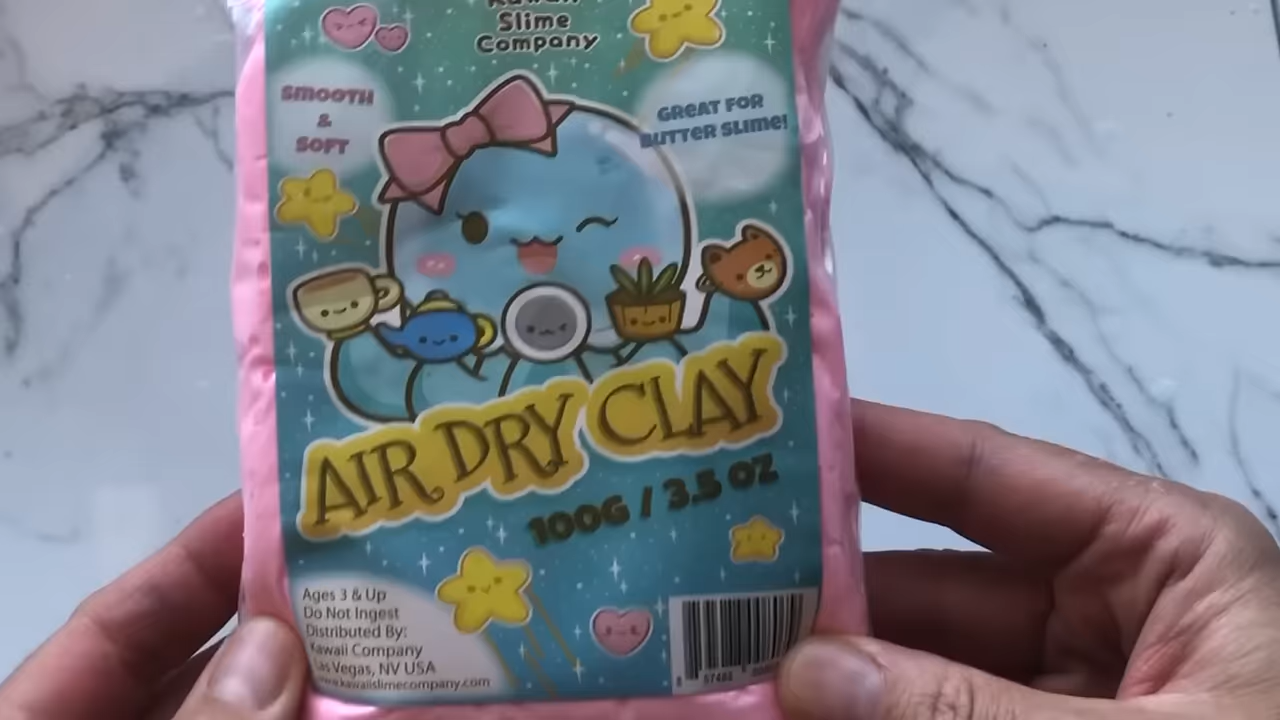 Slime
Company
SMOOTH
&
SOFT
GREAT FOR
BUTTER SLIME!
AIR DRY CLAY
100G / 3.5 OZ
Ages 3 & Up
Do Not Ingest
Distributed By:
Kawaii Company
Las Vegas, NV USA
www.kawaiislimecompany.com